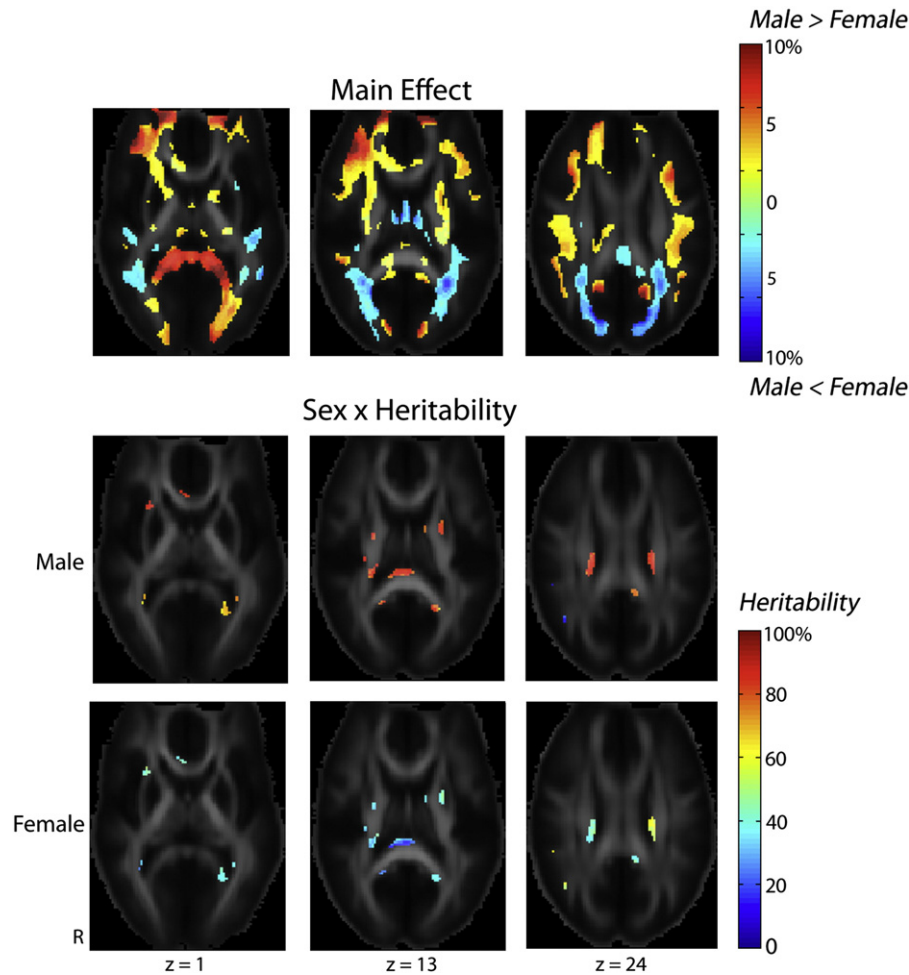 Male > Female
10%
Main Effect
5
0
5
10%
Male < Female
Sex x Heritability
Male
Heritability
100%
80
60
Female
40
20
R
0
z = 1
z = 13
z = 24